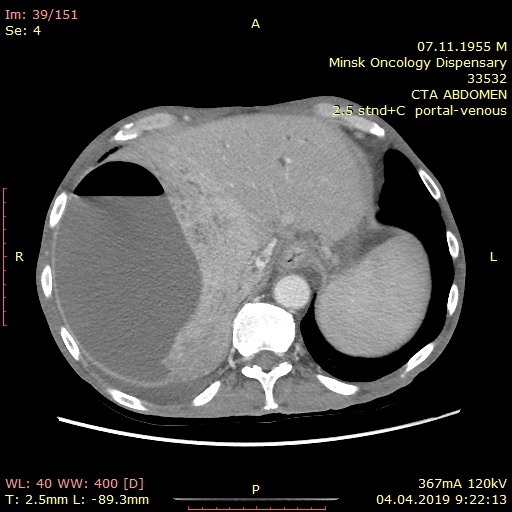 Im: 39/151
Se: 4
A
07.11.1955 M
Minsk Oncology Dispensary
33532
CTA ABDOMEN
2.5 stnd+C portal-venous
R
L
WL: 40 WW: 400 [D]
T: 2.5mm L: -89.3mm
P
367mA 120kV
04.04.2019 9:22:13